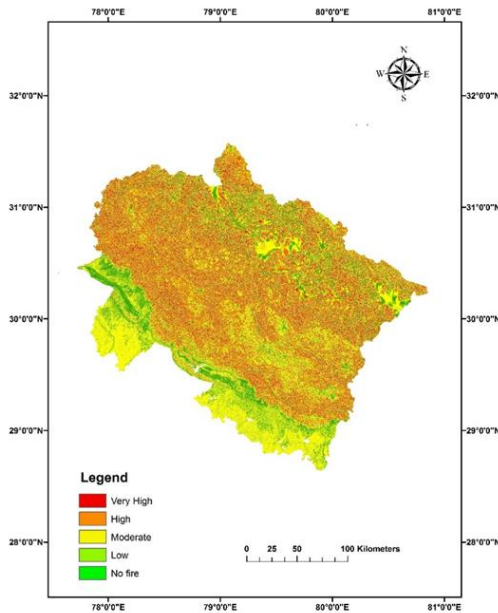 78°0'0"E 79°0'0"E 80°0'0"E 81°0'0"E
N
W E
S
32°0'0"N 32°0'0"N
31°0'0"N 31°0'0"N
30°0'0"N 30°0'0"N
29°0'0"N 29°0'0"N
Legend
Very High
High
Moderate
Low
No fire
28°0'0"N 28°0'0"N
0 25 50 100 Kilometers
78°0'0"E 79°0'0"E 80°0'0"E 81°0'0"E